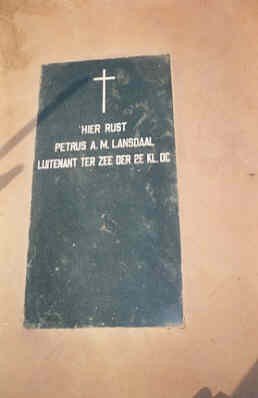 HIER RUST
PETRUS A. M. LANSDAAL
LUITENANT TER ZEE DER 2E KL. OC